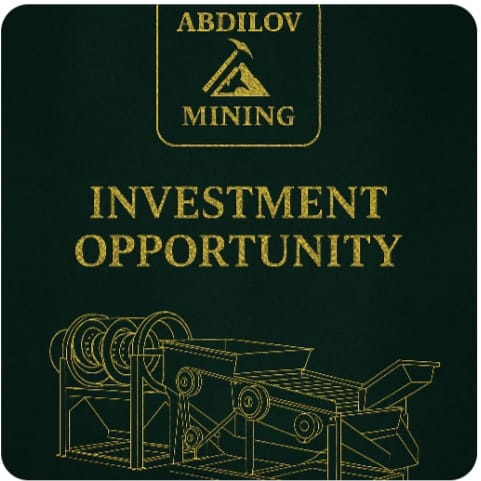 ABDILOV
MINING
INVESTMENT
OPPORTUNITY